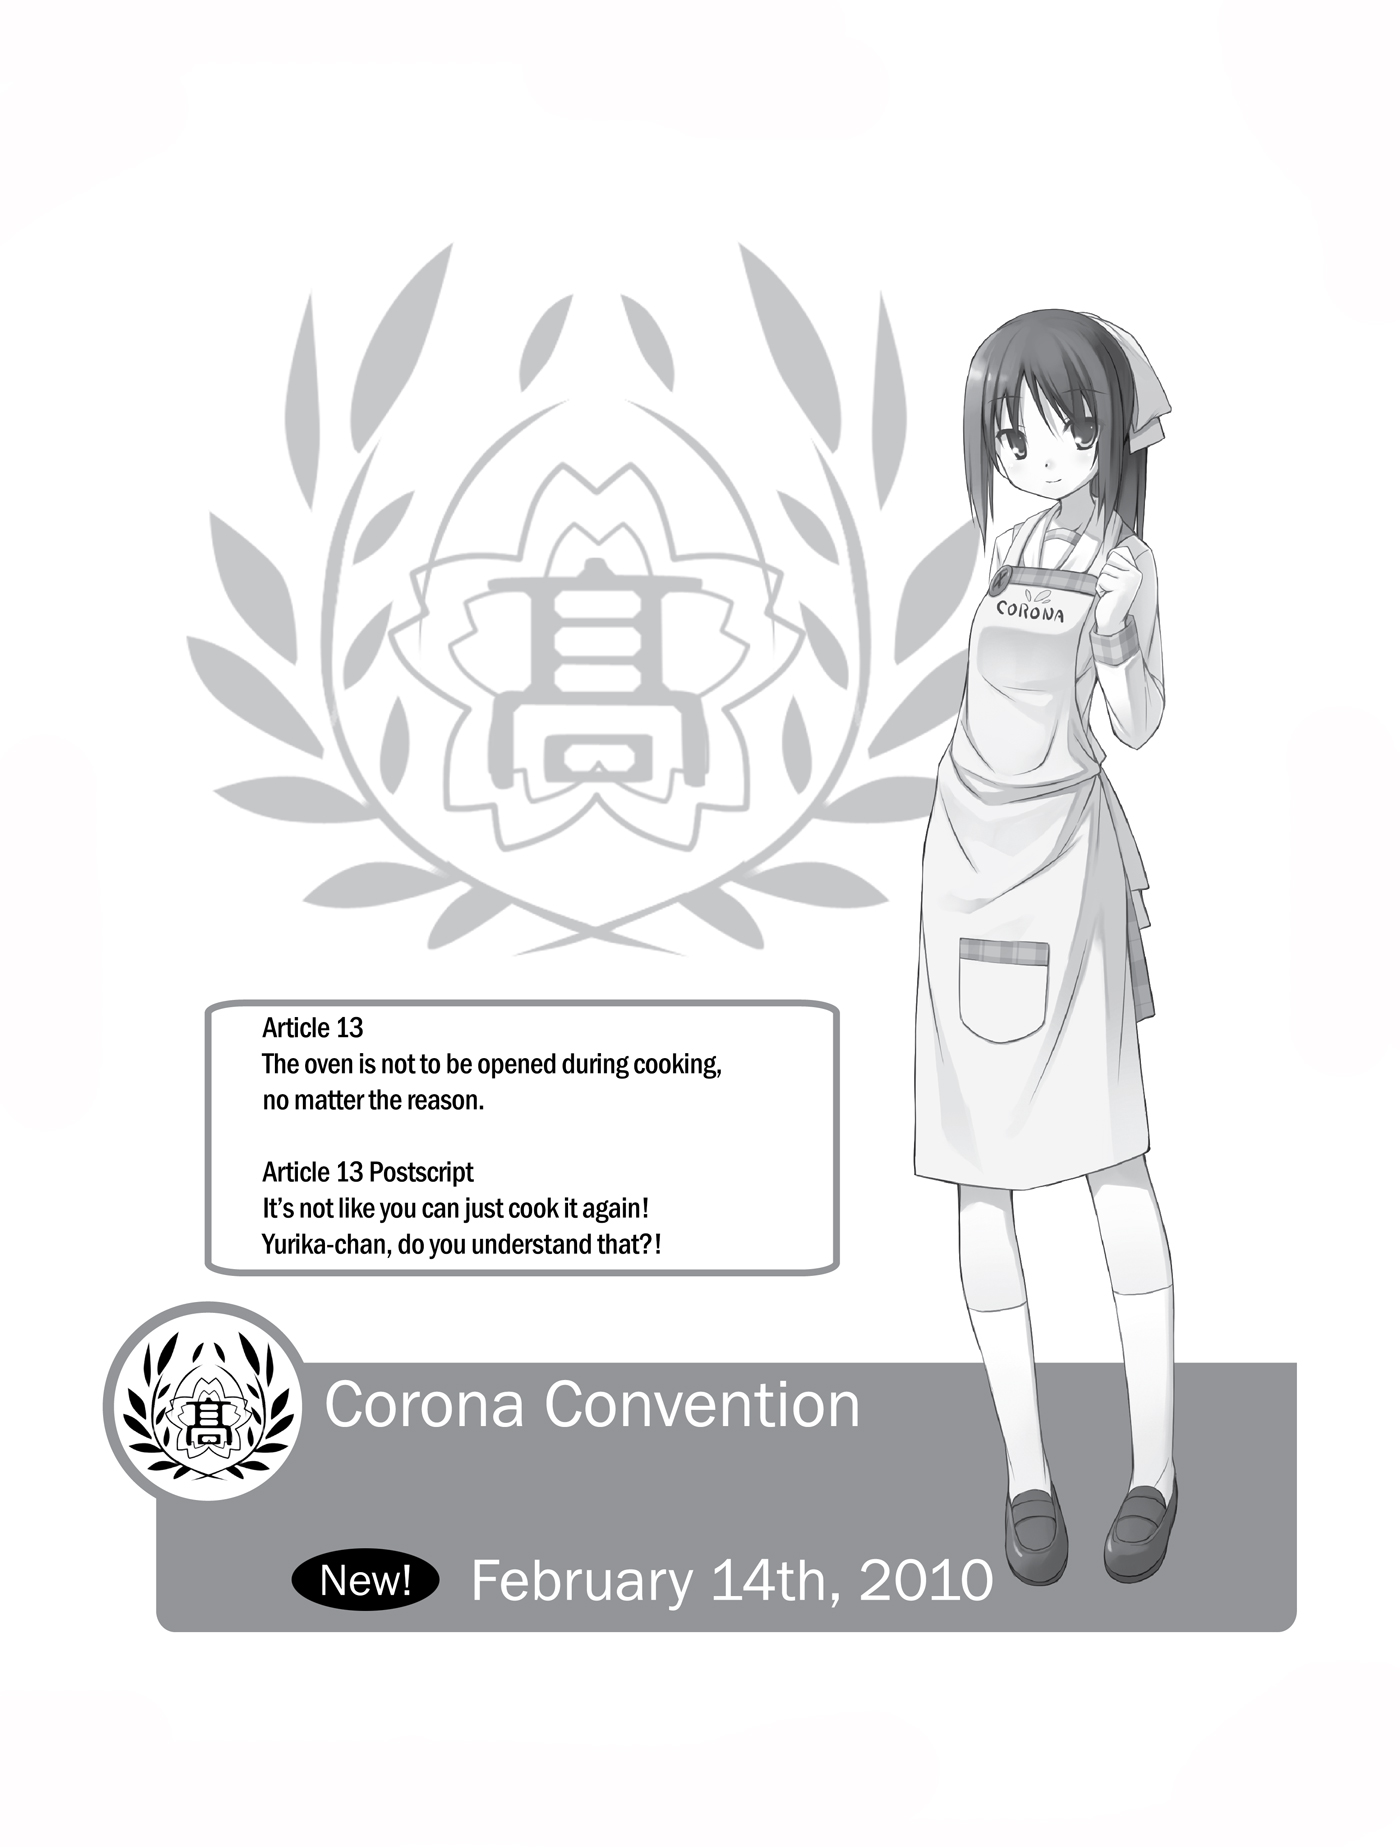 髙
CORONA
Article 13
The oven is not to be opened during cooking,
no matter the reason.
Article 13 Postscript
It's not like you can just cook it again!
Yurika-chan, do you understand that?!
髙
Corona Convention
New! February 14th, 2010